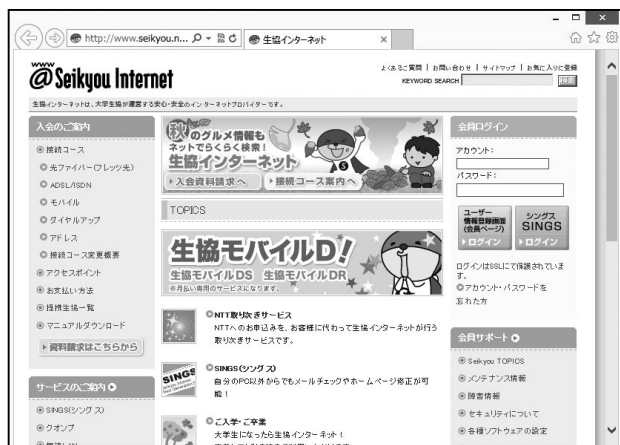 http://www.seikyou.n...
生協インターネット
www
@Seikyou Internet
よくあるご質問 | お問い合わせ | サイトマップ | お気に入りに登録
KEYWORD SEARCH
検索
生協インターネットは、大学生協が運営する安心・安全のインターネットプロバイダーです。
入会のご案内
接続コース
光ファイバー(フレッツ光)
ADSL/ISDN
モバイル
ダイヤルアップ
アドレス
接続コース変更概要
アクセスポイント
お支払い方法
提携生協一覧
マニュアルダウンロード
資料請求はこちらから
サービスのご案内
SINGS(シングス)
クオンプ
秋のグルメ情報も
ネットでらくらく検索!
生協インターネット
入会資料請求へ
接続コース案内へ
TOPICS
生協モバイルD!
生協モバイルDS 生協モバイルDR
※月払い専用のサービスになります。
NTT取り次ぎサービス
NTTへのお申込みを、お客様に代わって生協インターネットが行う
取り次ぎサービスです。
SINGS
SINGS(シングス)
自分のPC以外からでもメールチェックやホームページ修正が可
能!
ご入学・ご卒業
大学生になったら生協インターネット!
会員ログイン
アカウント:
パスワード:
ユーザー
情報登録画面
(会員ページ)
ログイン
シングス
SINGS
ログイン
ログインはSSLにて保護されていま
す。
アカウント・パスワードを
忘れた方
会員サポート
Seikyou TOPICS
メンテナンス情報
障害情報
セキュリティについて
各種ソフトウェアの設定